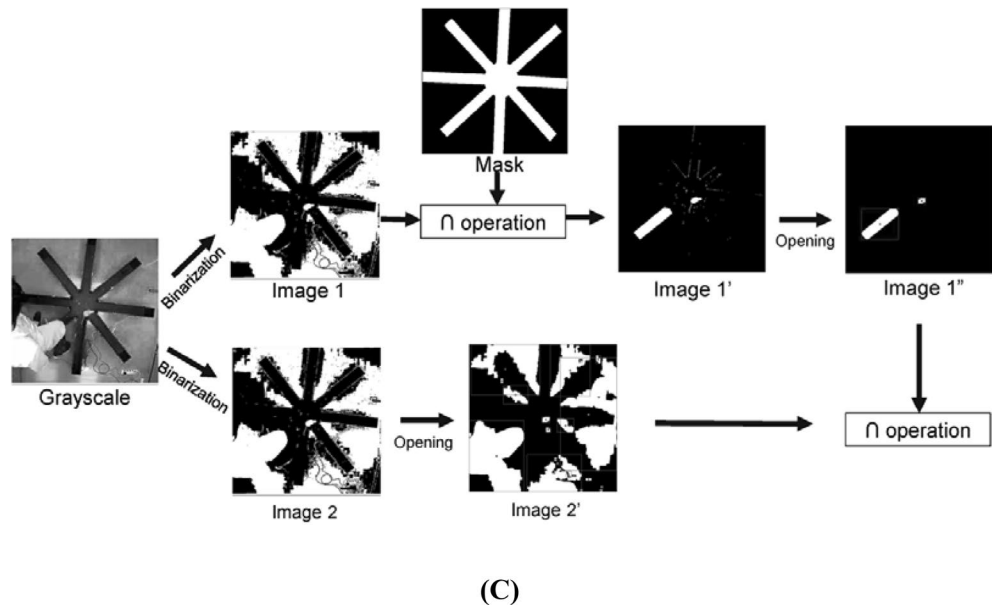 Mask
∩ operation
Binarization
Image 1
Image 1’
Opening
Image 1”
Grayscale
Binarization
Image 2
Opening
Image 2’
∩ operation
(C)